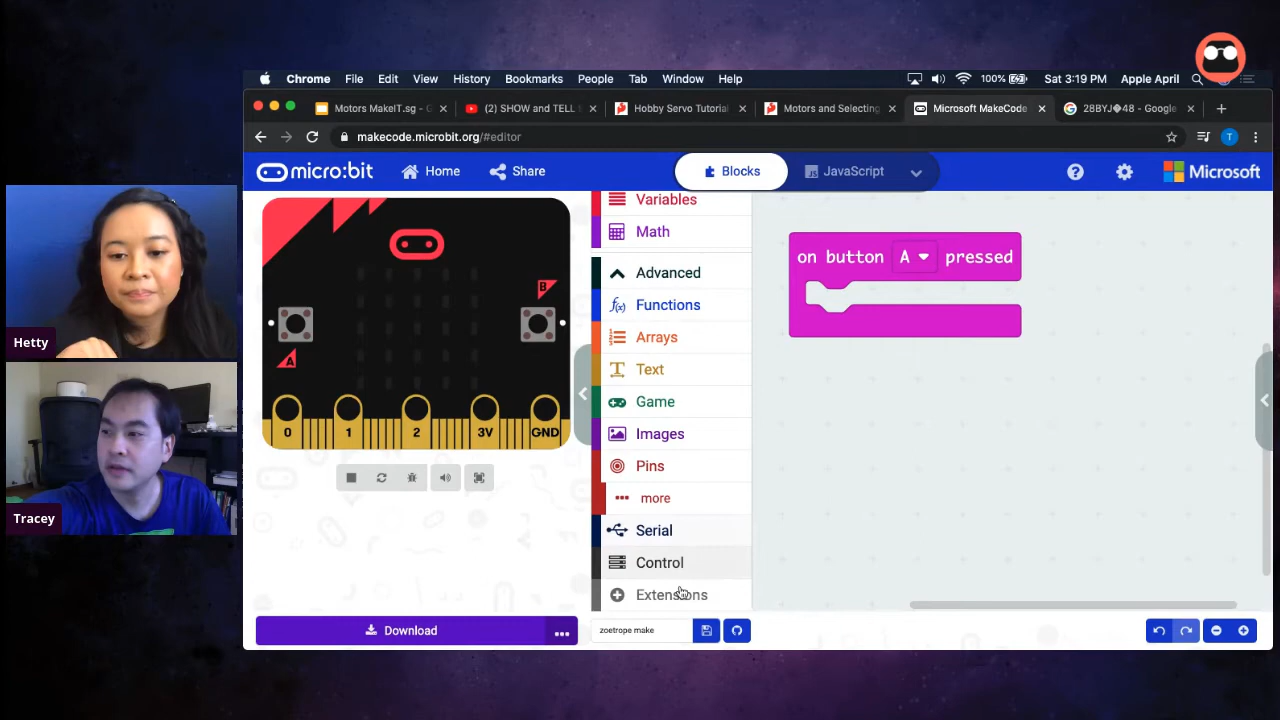 Chrome File Edit View History Bookmarks People Tab Window Help
100% Sat 3:19 PM Apple April
Motors MakeIT.sg - G
(2) SHOW and TELL
Hobby Servo Tutorial
Motors and Selecting
Microsoft MakeCode
28BYJ�48 - Google
makecode.microbit.org/#editor
T
micro:bit
Home
Share
Blocks
JavaScript
Microsoft
A
B
0 1 2 3V GND
Variables
Math
Advanced
Functions
Arrays
Text
Game
Images
Pins
more
Serial
Control
Extensions
on button A pressed
Download
zoetrope make
Hetty
Tracey